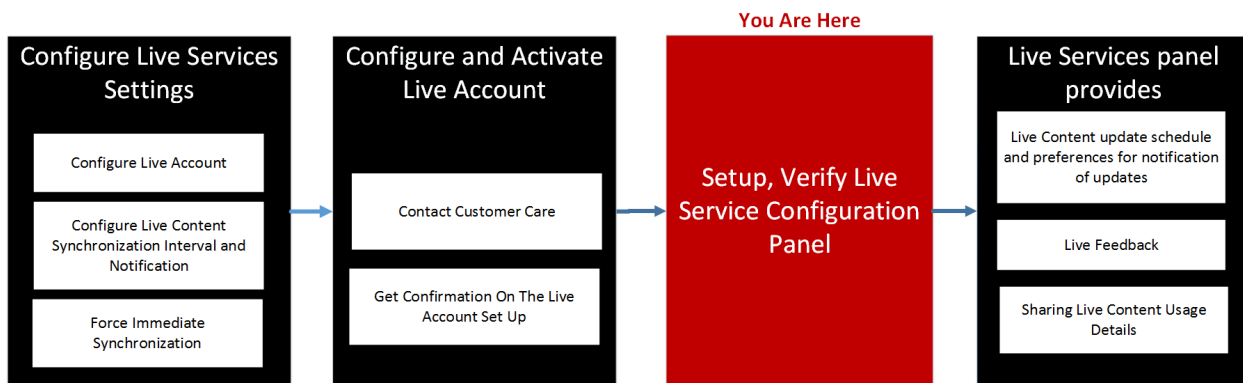 You Are Here
Configure Live Services
Settings
Configure Live Account
Configure Live Content
Synchronization Interval and
Notification
Force Immediate
Synchronization
Configure and Activate
Live Account
Contact Customer Care
Get Confirmation On The Live
Account Set Up
Setup, Verify Live
Service Configuration
Panel
Live Services panel
provides
Live Content update schedule
and preferences for notification
of updates
Live Feedback
Sharing Live Content Usage
Details